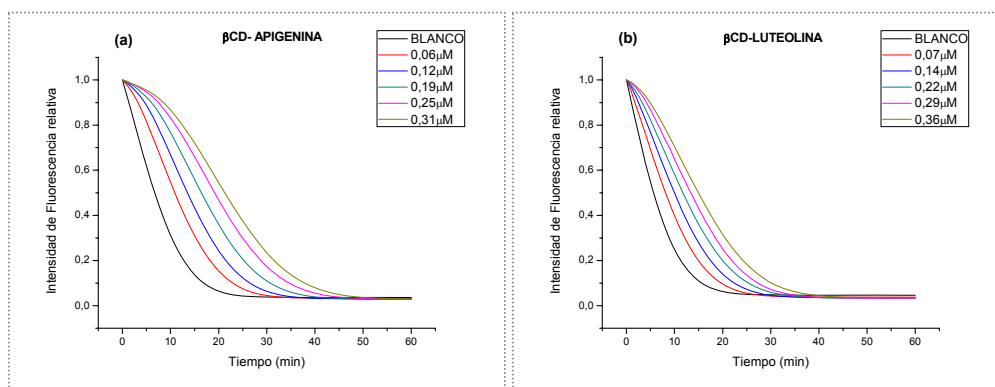 (a)
βCD- APIGENINA
BLANCO
0,06μM
0,12μM
0,19μM
0,25μM
0,31μM
Intensidad de Fluorescencia relativa
1,0
0,8
0,6
0,4
0,2
0,0
0 10 20 30 40 50 60
Tiempo (min)
(b)
βCD-LUTEOLINA
BLANCO
0,07μM
0,14μM
0,22μM
0,29μM
0,36μM
Intensidad de Fluorescencia relativa
1,0
0,8
0,6
0,4
0,2
0,0
0 10 20 30 40 50 60
Tiempo (min)